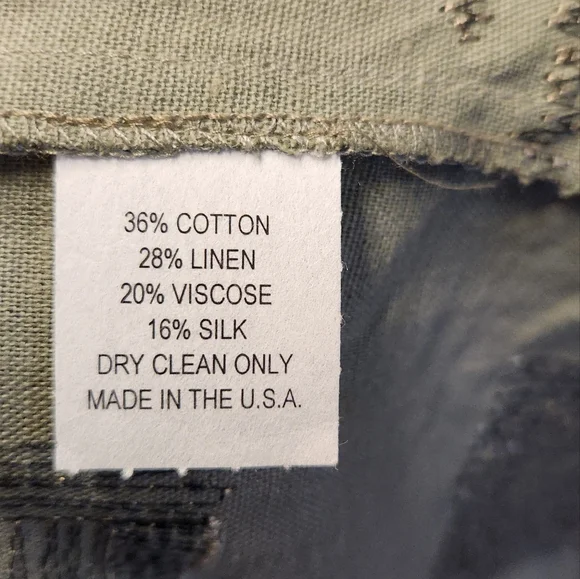 36% COTTON
28% LINEN
20% VISCOSE
16% SILK
DRY CLEAN ONLY
MADE IN THE U.S.A.